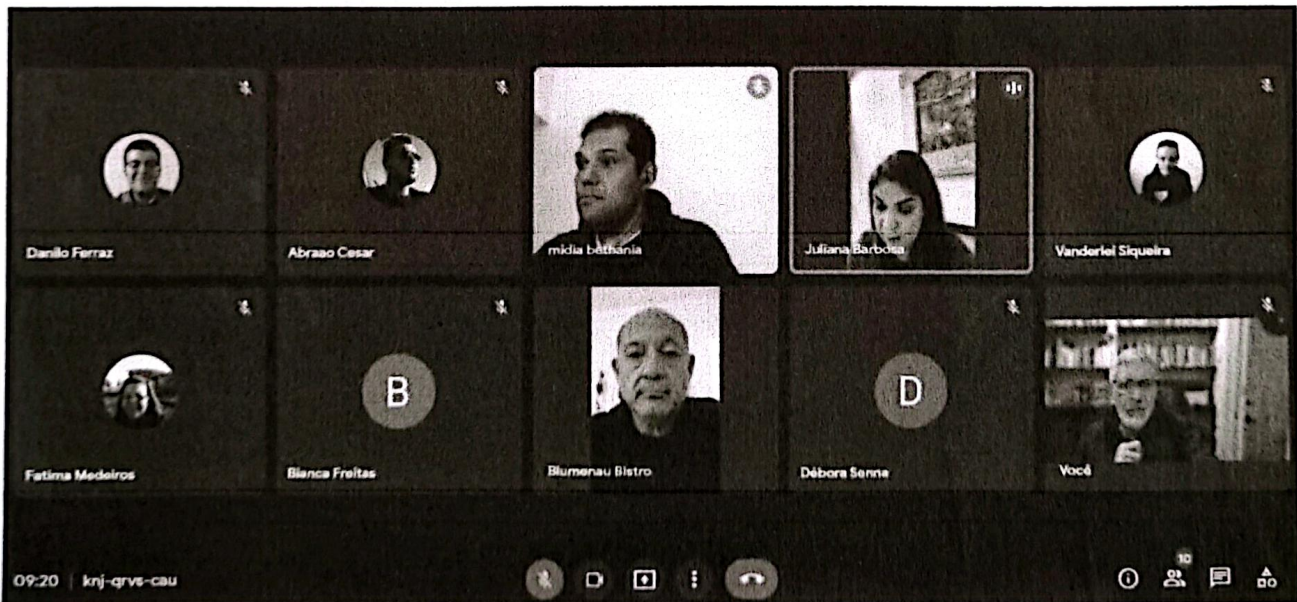 Danilo Ferraz
Abraao Cesar
midia bethania
Juliana Barbosa
Vanderlei Siqueira
Fatima Medeiros
B
Bianca Freitas
Blumenau Bistro
D
Débora Senna
Você
09:20 | knj-qrvs-cau
10